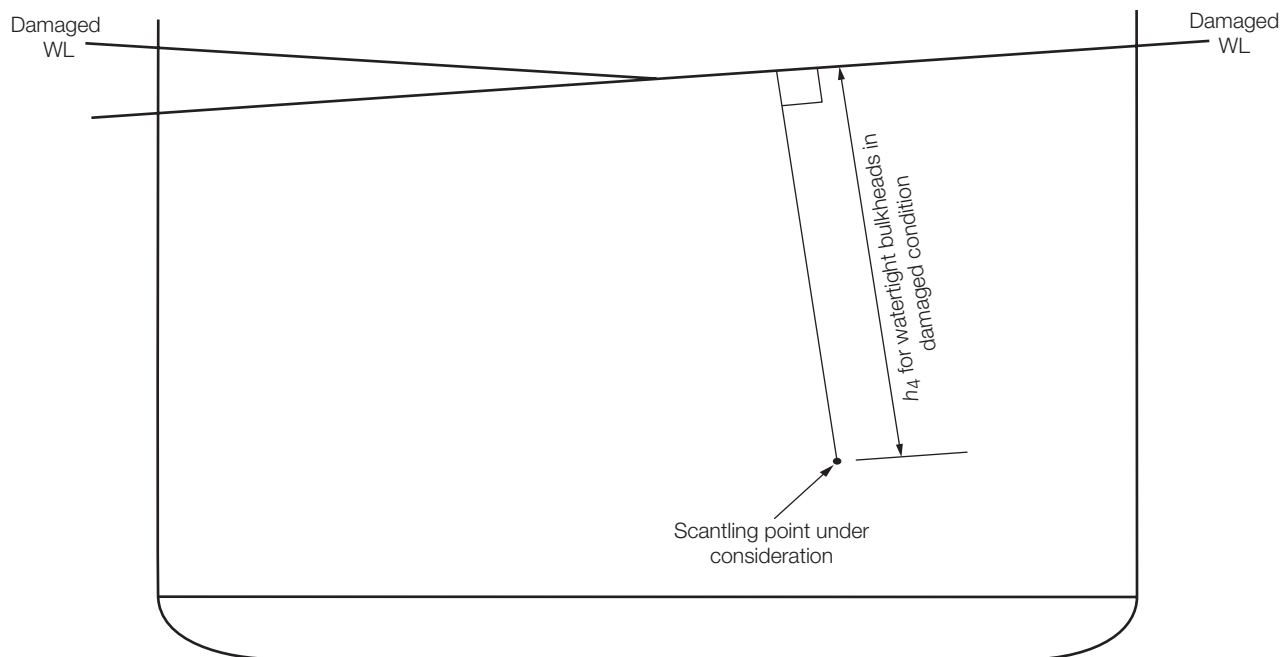 Damaged
WL
Damaged
WL
h4 for watertight bulkheads in
damaged condition
Scantling point under
consideration